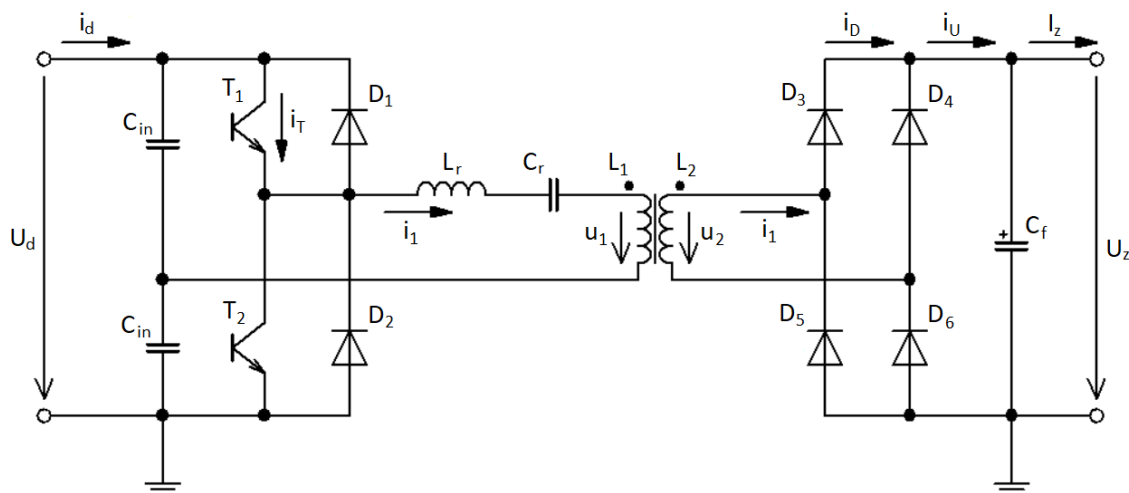 i_d
i_D
i_U
I_z
T_1
D_1
D_3
D_4
C_in
i_T
L_r
C_r
L_1
L_2
i_1
u_1
u_2
i_1
U_d
+
C_f
U_z
C_in
T_2
D_2
D_5
D_6